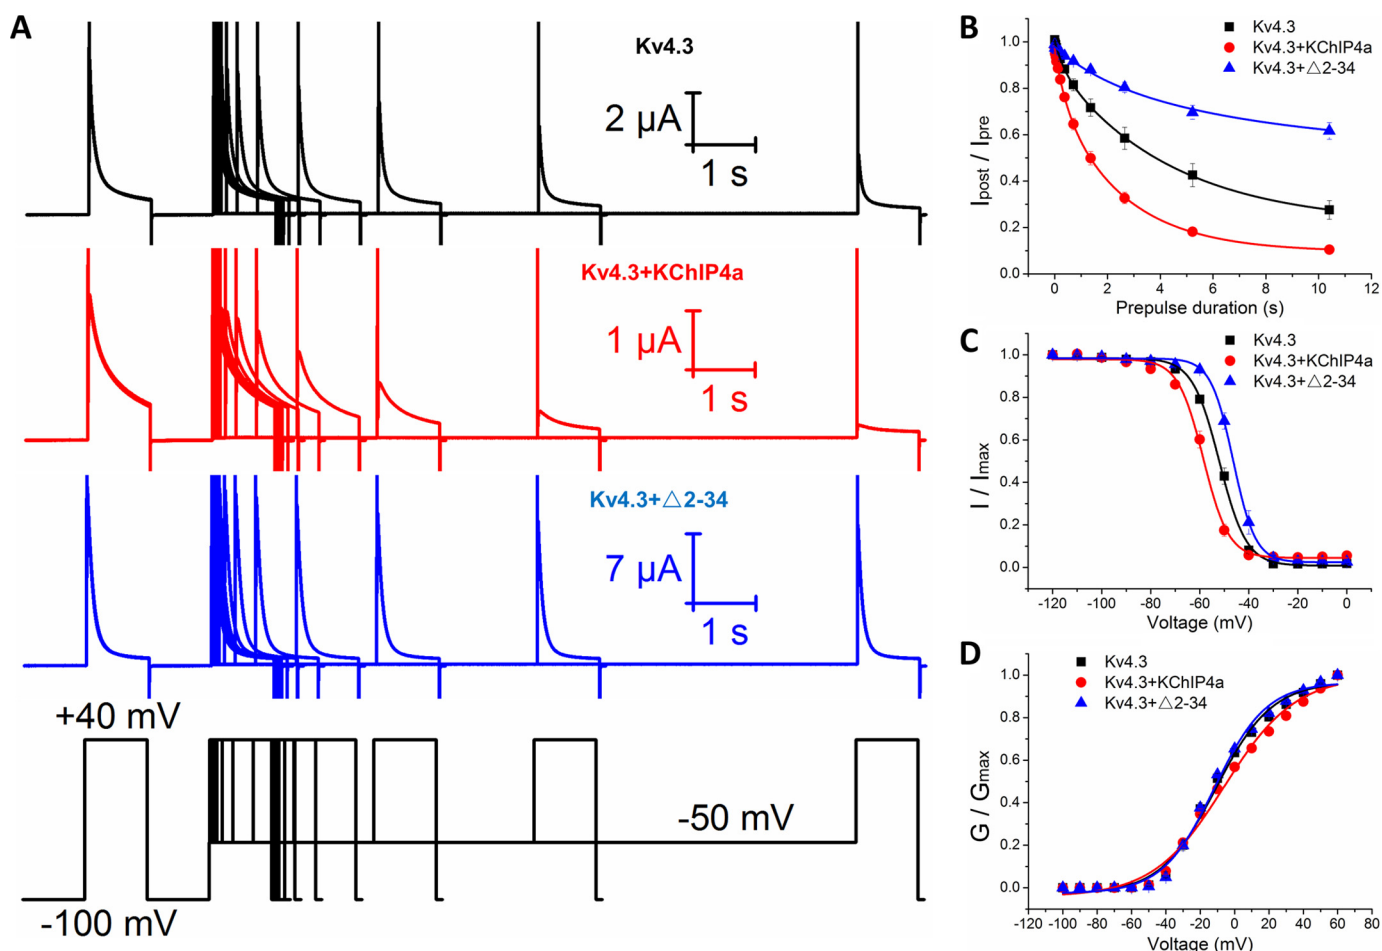 A
Kv4.3
2 µA
1 s
Kv4.3+KChIP4a
1 µA
1 s
Kv4.3+△2-34
7 µA
1 s
+40 mV
-50 mV
-100 mV
B
Kv4.3
Kv4.3+KChIP4a
Kv4.3+△2-34
Ipost / Ipre
1.0
0.8
0.6
0.4
0.2
0.0
0 2 4 6 8 10 12
Prepulse duration (s)
C
Kv4.3
Kv4.3+KChIP4a
Kv4.3+△2-34
I / Imax
1.0
0.8
0.6
0.4
0.2
0.0
-120 -100 -80 -60 -40 -20 0
Voltage (mV)
D
Kv4.3
Kv4.3+KChIP4a
Kv4.3+△2-34
G / Gmax
1.0
0.8
0.6
0.4
0.2
0.0
-120 -100 -80 -60 -40 -20 0 20 40 60 80
Voltage (mV)